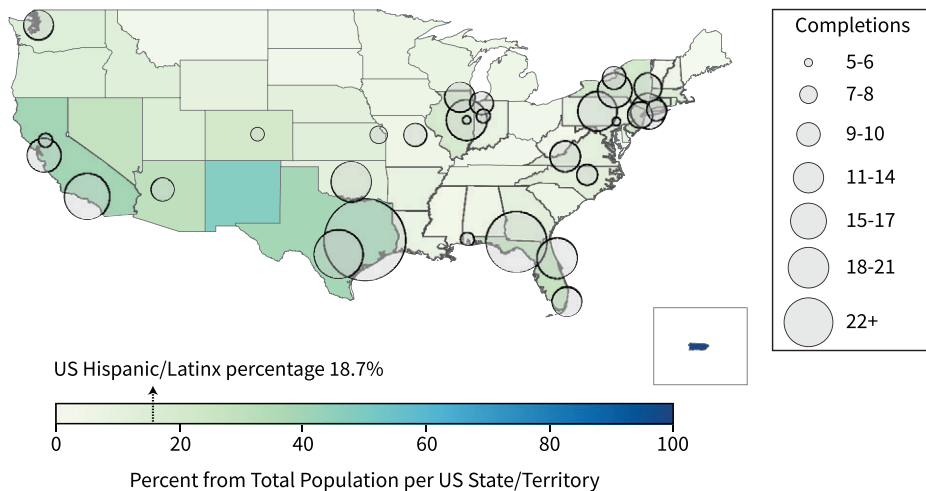 Completions
5-6
7-8
9-10
11-14
15-17
18-21
22+
US Hispanic/Latinx percentage 18.7%
0 20 40 60 80 100
Percent from Total Population per US State/Territory